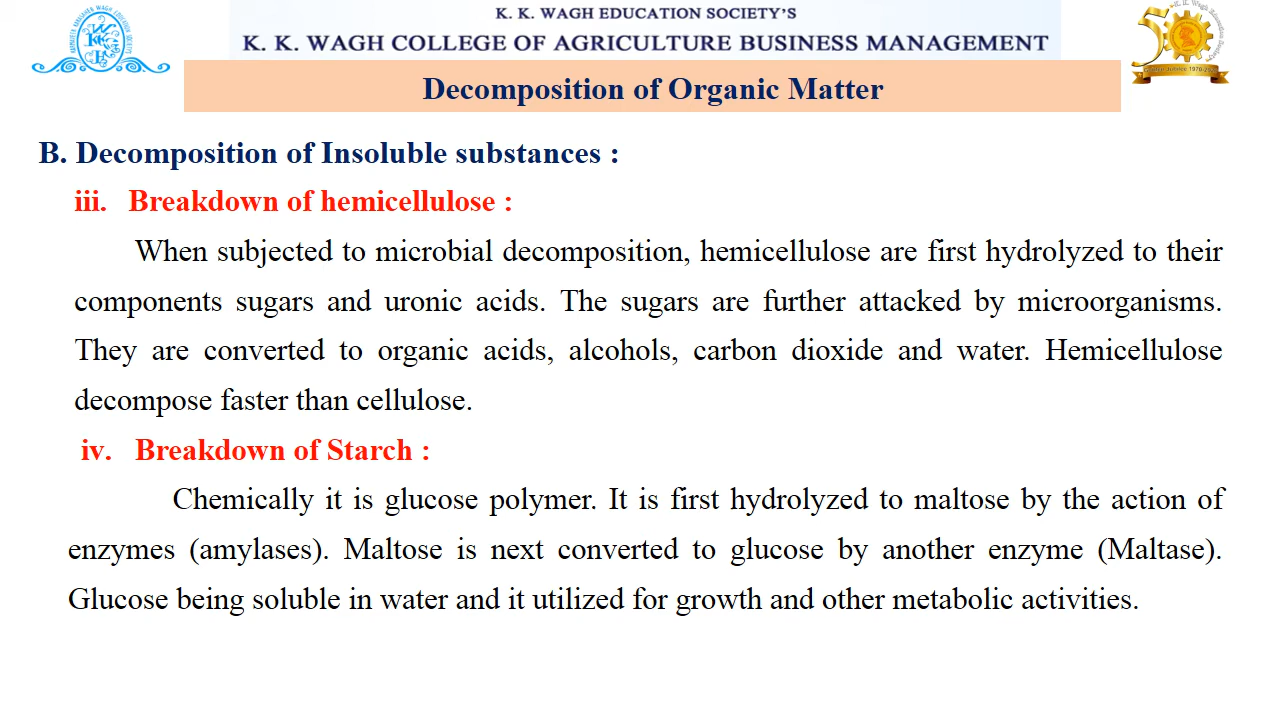 K. K. WAGH EDUCATION SOCIETY'S
K. K. WAGH COLLEGE OF AGRICULTURE BUSINESS MANAGEMENT
Decomposition of Organic Matter
B. Decomposition of Insoluble substances :
iii. Breakdown of hemicellulose :
When subjected to microbial decomposition, hemicellulose are first hydrolyzed to their
components sugars and uronic acids. The sugars are further attacked by microorganisms.
They are converted to organic acids, alcohols, carbon dioxide and water. Hemicellulose
decompose faster than cellulose.
iv. Breakdown of Starch :
Chemically it is glucose polymer. It is first hydrolyzed to maltose by the action of
enzymes (amylases). Maltose is next converted to glucose by another enzyme (Maltase).
Glucose being soluble in water and it utilized for growth and other metabolic activities.